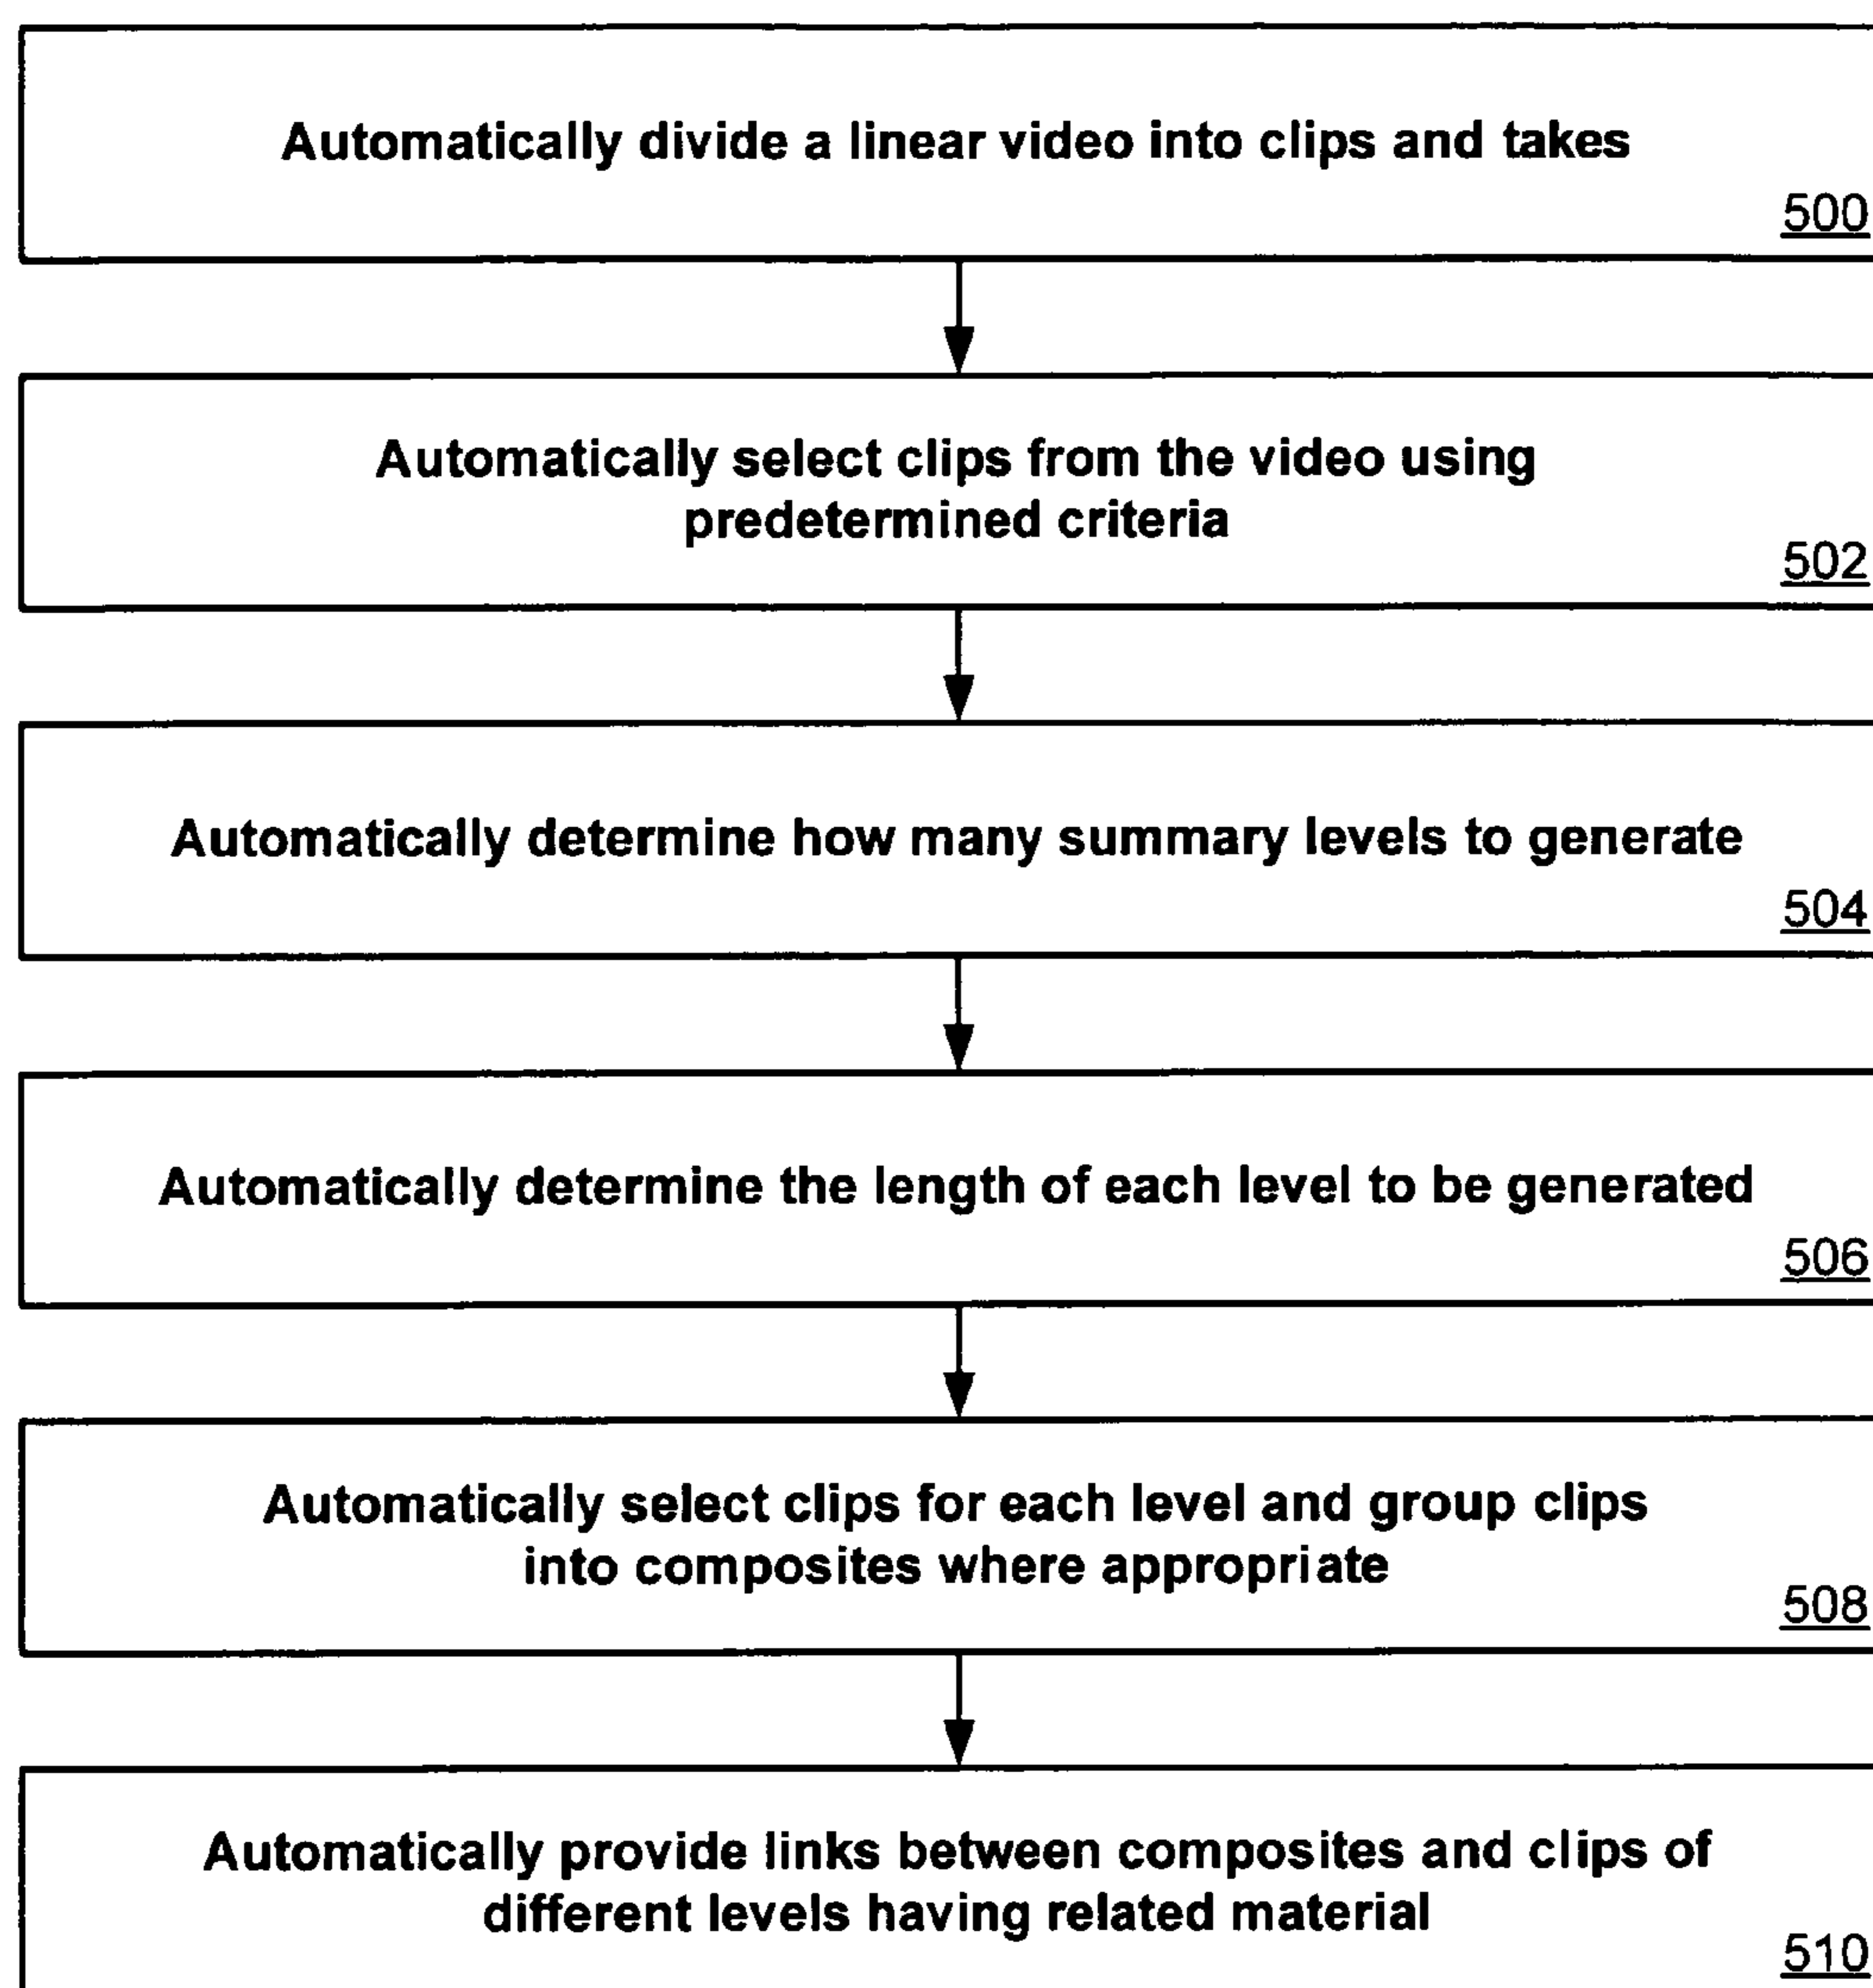 Automatically divide a linear video into clips and takes
500
Automatically select clips from the video using
predetermined criteria
502
Automatically determine how many summary levels to generate
504
Automatically determine the length of each level to be generated
506
Automatically select clips for each level and group clips
into composites where appropriate
508
Automatically provide links between composites and clips of
different levels having related material
510